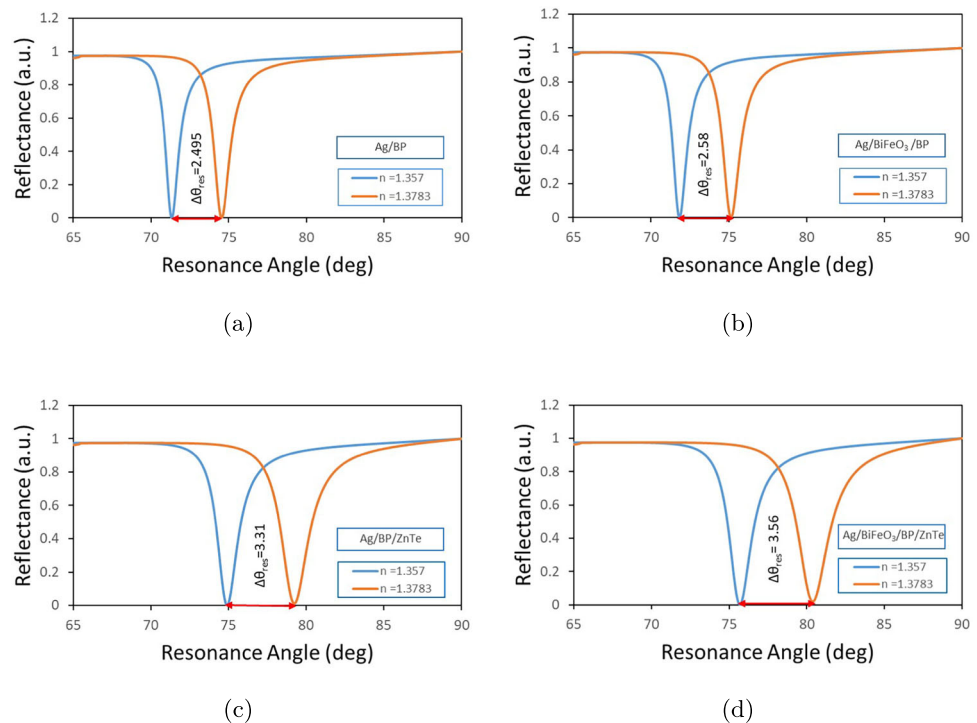 1.2
1
0.8
0.6
0.4
0.2
0
Reflectance (a.u.)
Δθres=2.495
Ag/BP
n =1.357
n =1.3783
65 70 75 80 85 90
Resonance Angle (deg)
(a)
1.2
1
0.8
0.6
0.4
0.2
0
Reflectance (a.u.)
Δθres=2.58
Ag/BiFeO₃ /BP
n =1.357
n =1.3783
65 70 75 80 85 90
Resonance Angle (deg)
(b)
1.2
1
0.8
0.6
0.4
0.2
0
Reflectance (a.u.)
Δθres=3.31
Ag/BP/ZnTe
n =1.357
n =1.3783
65 70 75 80 85 90
Resonance Angle (deg)
(c)
1.2
1
0.8
0.6
0.4
0.2
0
Reflectance (a.u.)
Δθres= 3.56
Ag/BiFeO₃/BP/ZnTe
n =1.357
n =1.3783
65 70 75 80 85 90
Resonance Angle (deg)
(d)